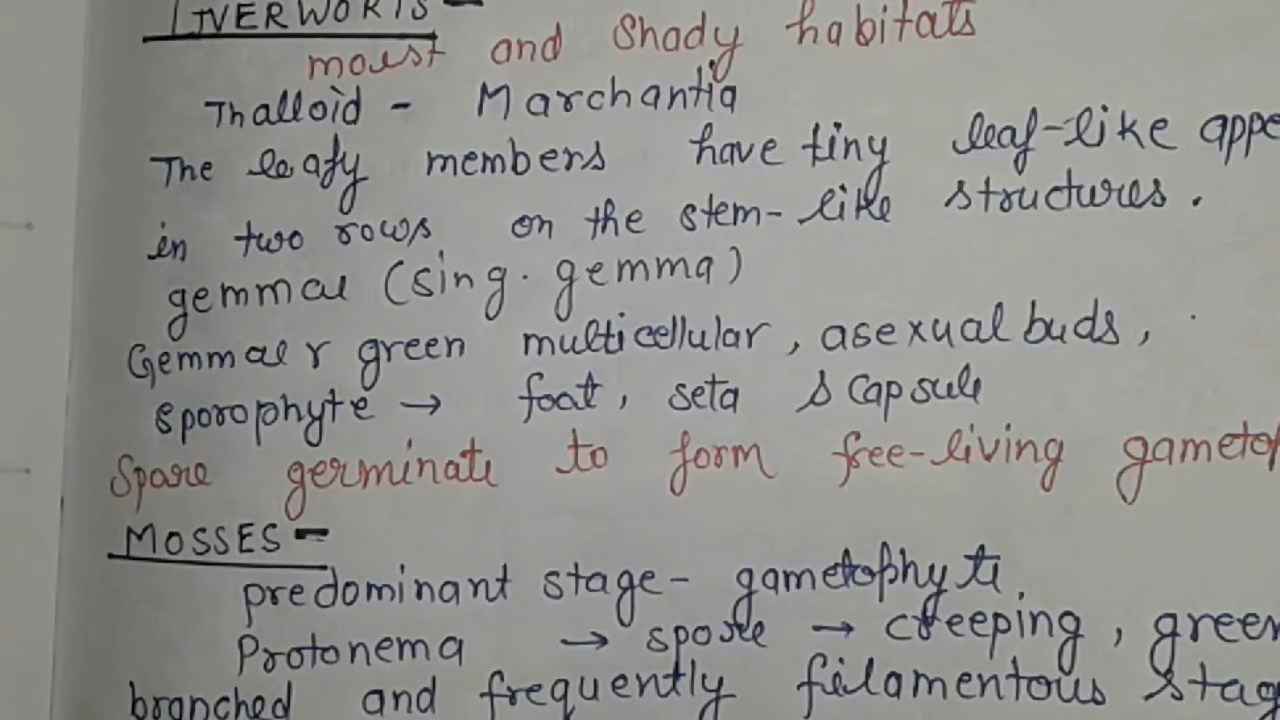 LIVERWORTS -
moist and Shady habitats
Thalloid - Marchantia
The leafy members have tiny leaf-like appe
in two rows on the stem-like structures.
gemmae (sing. gemma)
Gemmae r green multicellular, asexual buds,
sporophyte → foot, seta & capsule
Spore germinate to form free-living gametop
MOSSES -
predominant stage - gametophyte.
Protonema → spore → creeping, green
branched and frequently filamentous stag